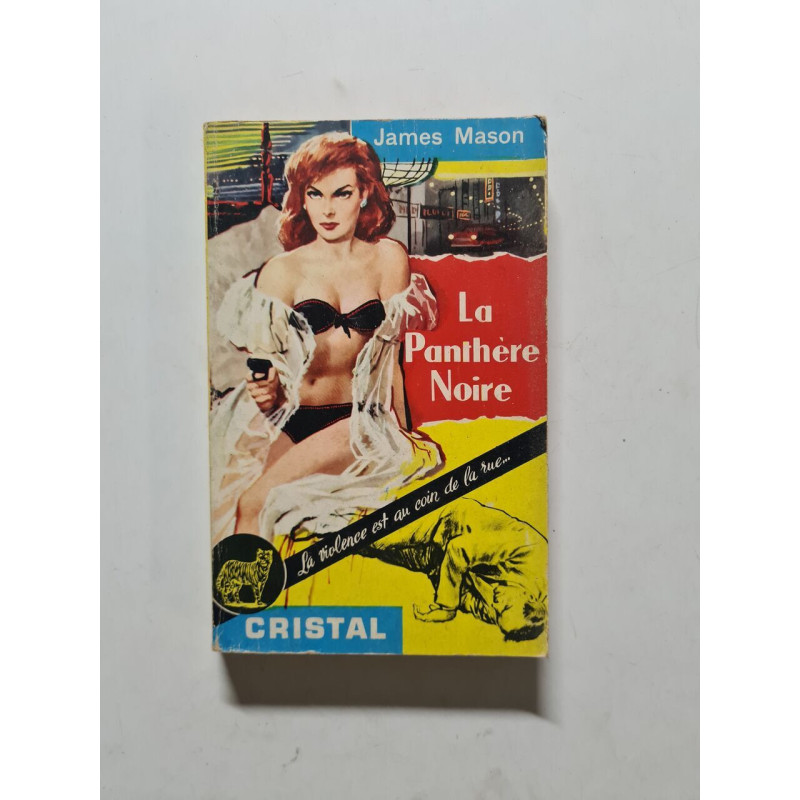 James Mason
La
Panthère
Noire
La violence est au coin de la rue...
CRISTAL